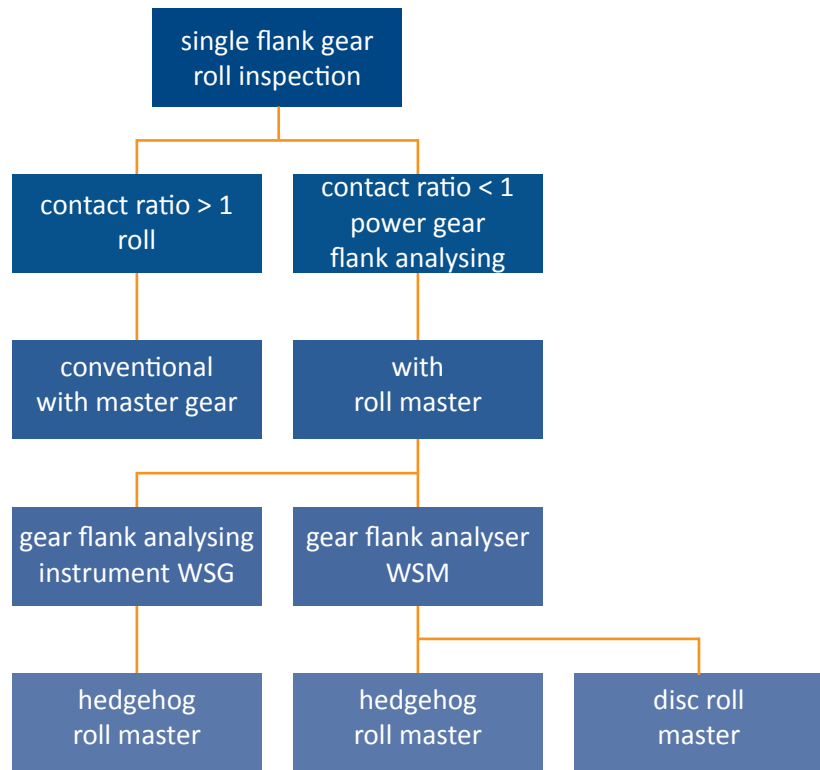 single flank gear
roll inspection
contact ratio > 1
roll
contact ratio < 1
power gear
flank analysing
conventional
with master gear
with
roll master
gear flank analysing
instrument WSG
gear flank analyser
WSM
hedgehog
roll master
hedgehog
roll master
disc roll
master